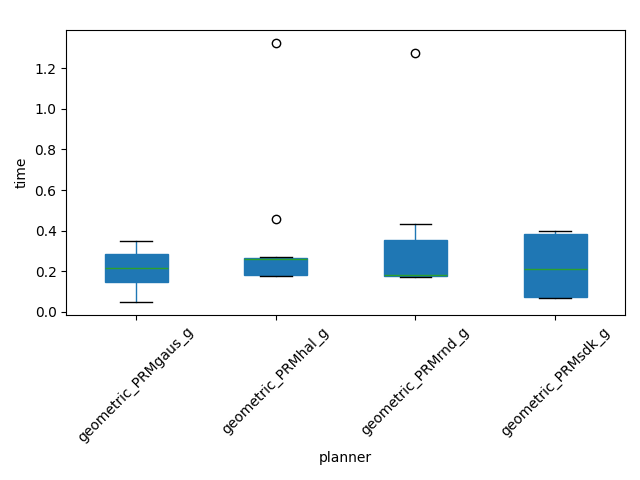 1.2
1.0
0.8
0.6
0.4
0.2
0.0
time
geometric_PRMgaus_g
geometric_PRMhal_g
geometric_PRMrnd_g
geometric_PRMsdk_g
planner